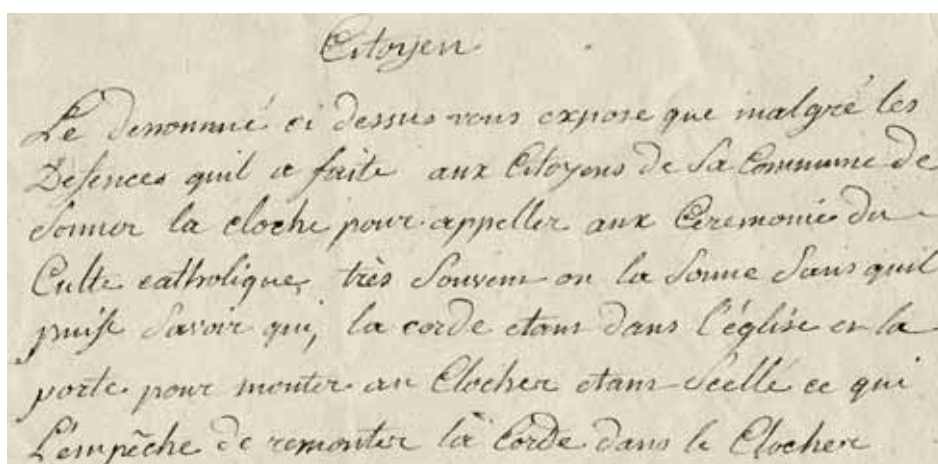 Citoyen
Le denommé ci dessus vous expose que malgré les
Defences quil a faite aux Citoyens de Sa Commune de
Sonner la cloche pour appeller aux Ceremonie du
Culte catholique, très Souvent on la Sonne Sans quil
puisse Savoir qui, la corde etant dans l'église et la
porte pour monter au Clocher etant Scellé ce qui
L'empêche de remonter la Corde dans le Clocher